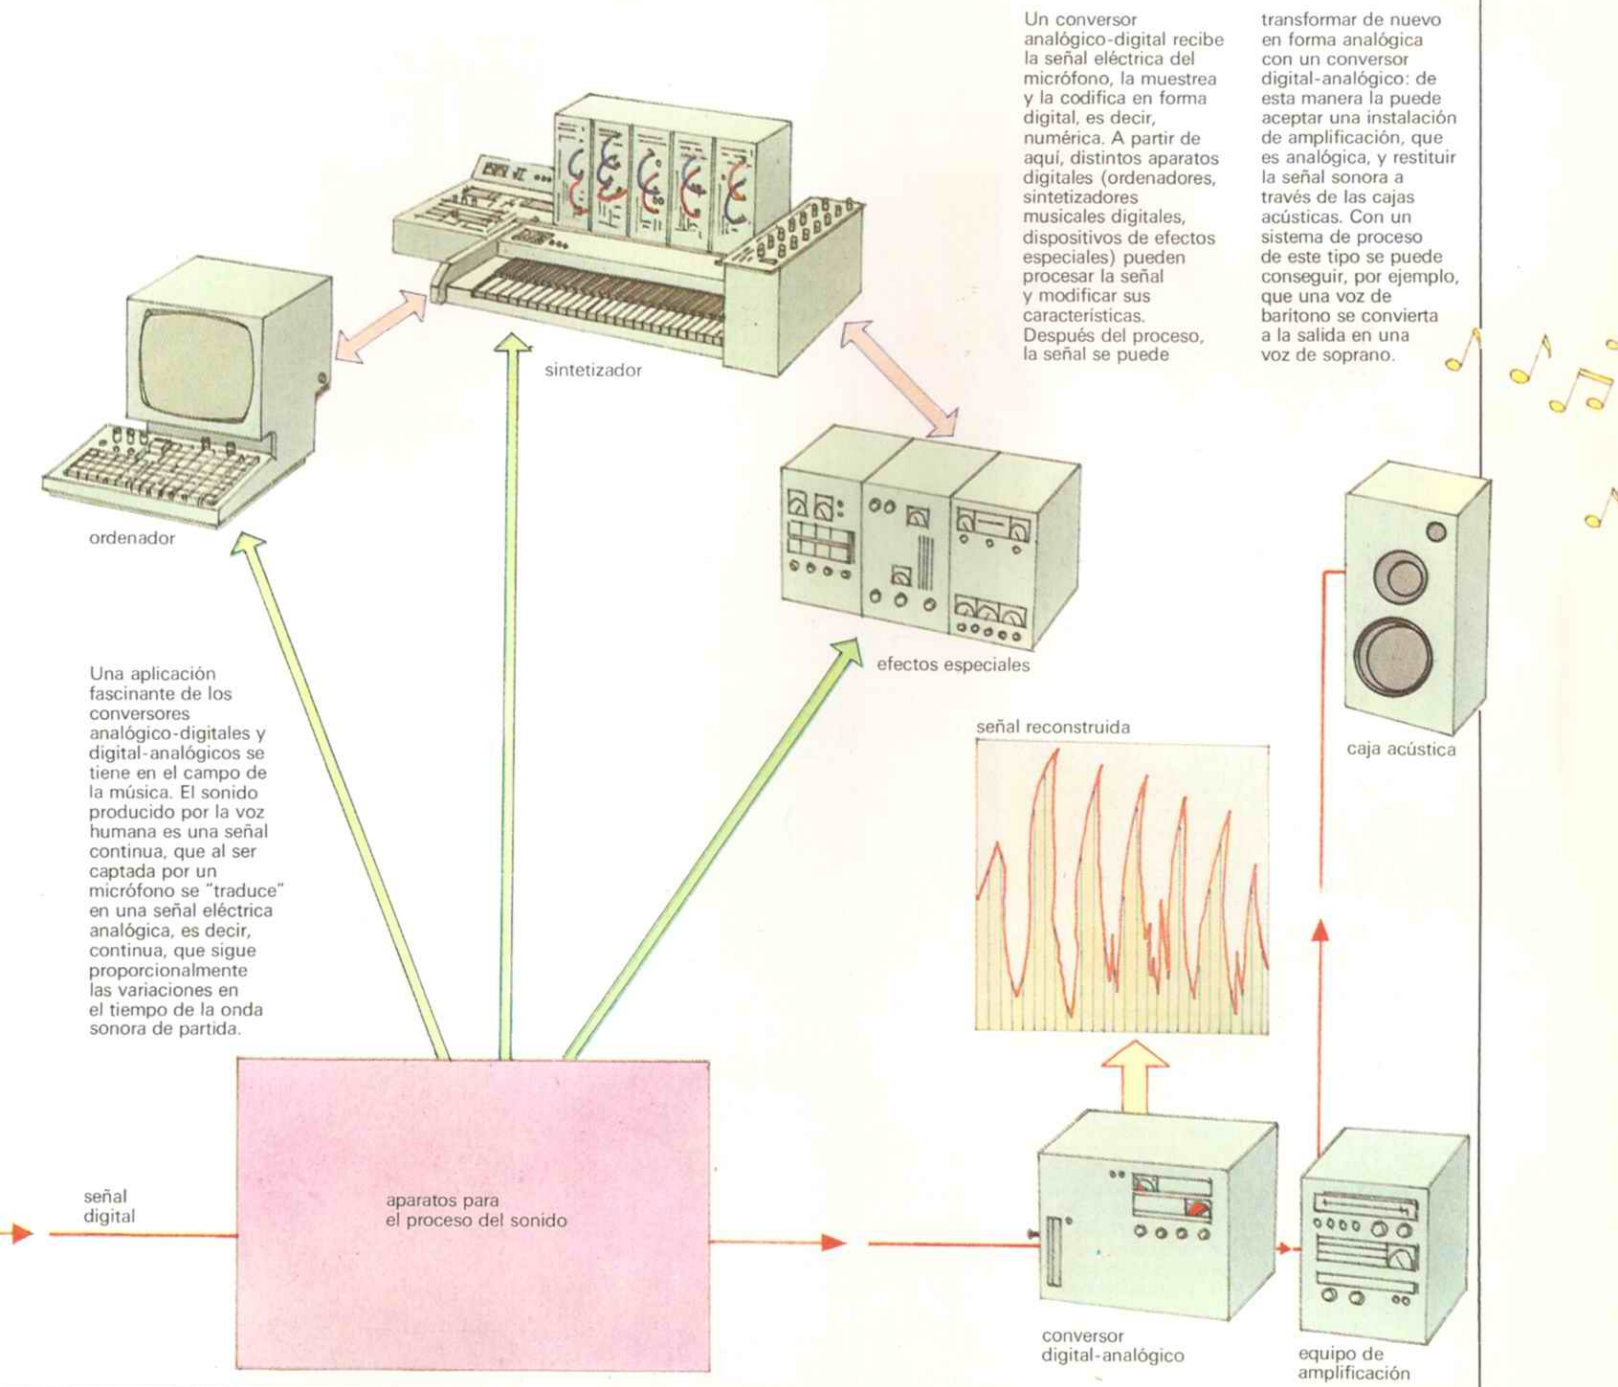 Un conversor
analógico-digital recibe
la señal eléctrica del
micrófono, la muestrea
y la codifica en forma
digital, es decir,
numérica. A partir de
aquí, distintos aparatos
digitales (ordenadores,
sintetizadores
musicales digitales,
dispositivos de efectos
especiales) pueden
procesar la señal
y modificar sus
características.
Después del proceso,
la señal se puede
transformar de nuevo
en forma analógica
con un conversor
digital-analógico: de
esta manera la puede
aceptar una instalación
de amplificación, que
es analógica, y restituir
la señal sonora a
través de las cajas
acústicas. Con un
sistema de proceso
de este tipo se puede
conseguir, por ejemplo,
que una voz de
barítono se convierta
a la salida en una
voz de soprano.
sintetizador
ordenador
efectos especiales
Una aplicación
fascinante de los
conversores
analógico-digitales y
digital-analógicos se
tiene en el campo de
la música. El sonido
producido por la voz
humana es una señal
continua, que al ser
captada por un
micrófono se "traduce"
en una señal eléctrica
analógica, es decir,
continua, que sigue
proporcionalmente
las variaciones en
el tiempo de la onda
sonora de partida.
señal reconstruida
caja acústica
señal
digital
aparatos para
el proceso del sonido
conversor
digital-analógico
equipo de
amplificación